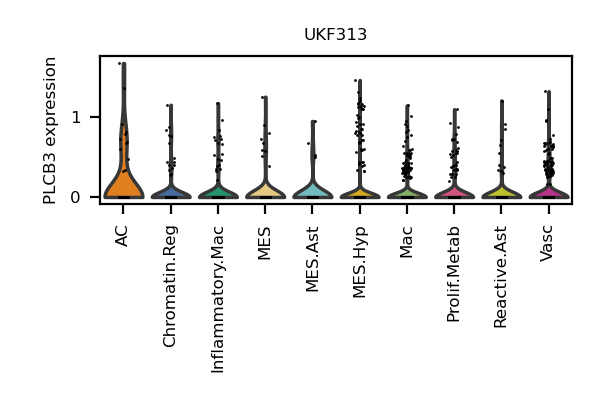 UKF313
PLCB3 expression
1
0
AC
Chromatin.Reg
Inflammatory.Mac
MES
MES.Ast
MES.Hyp
Mac
Prolif.Metab
Reactive.Ast
Vasc